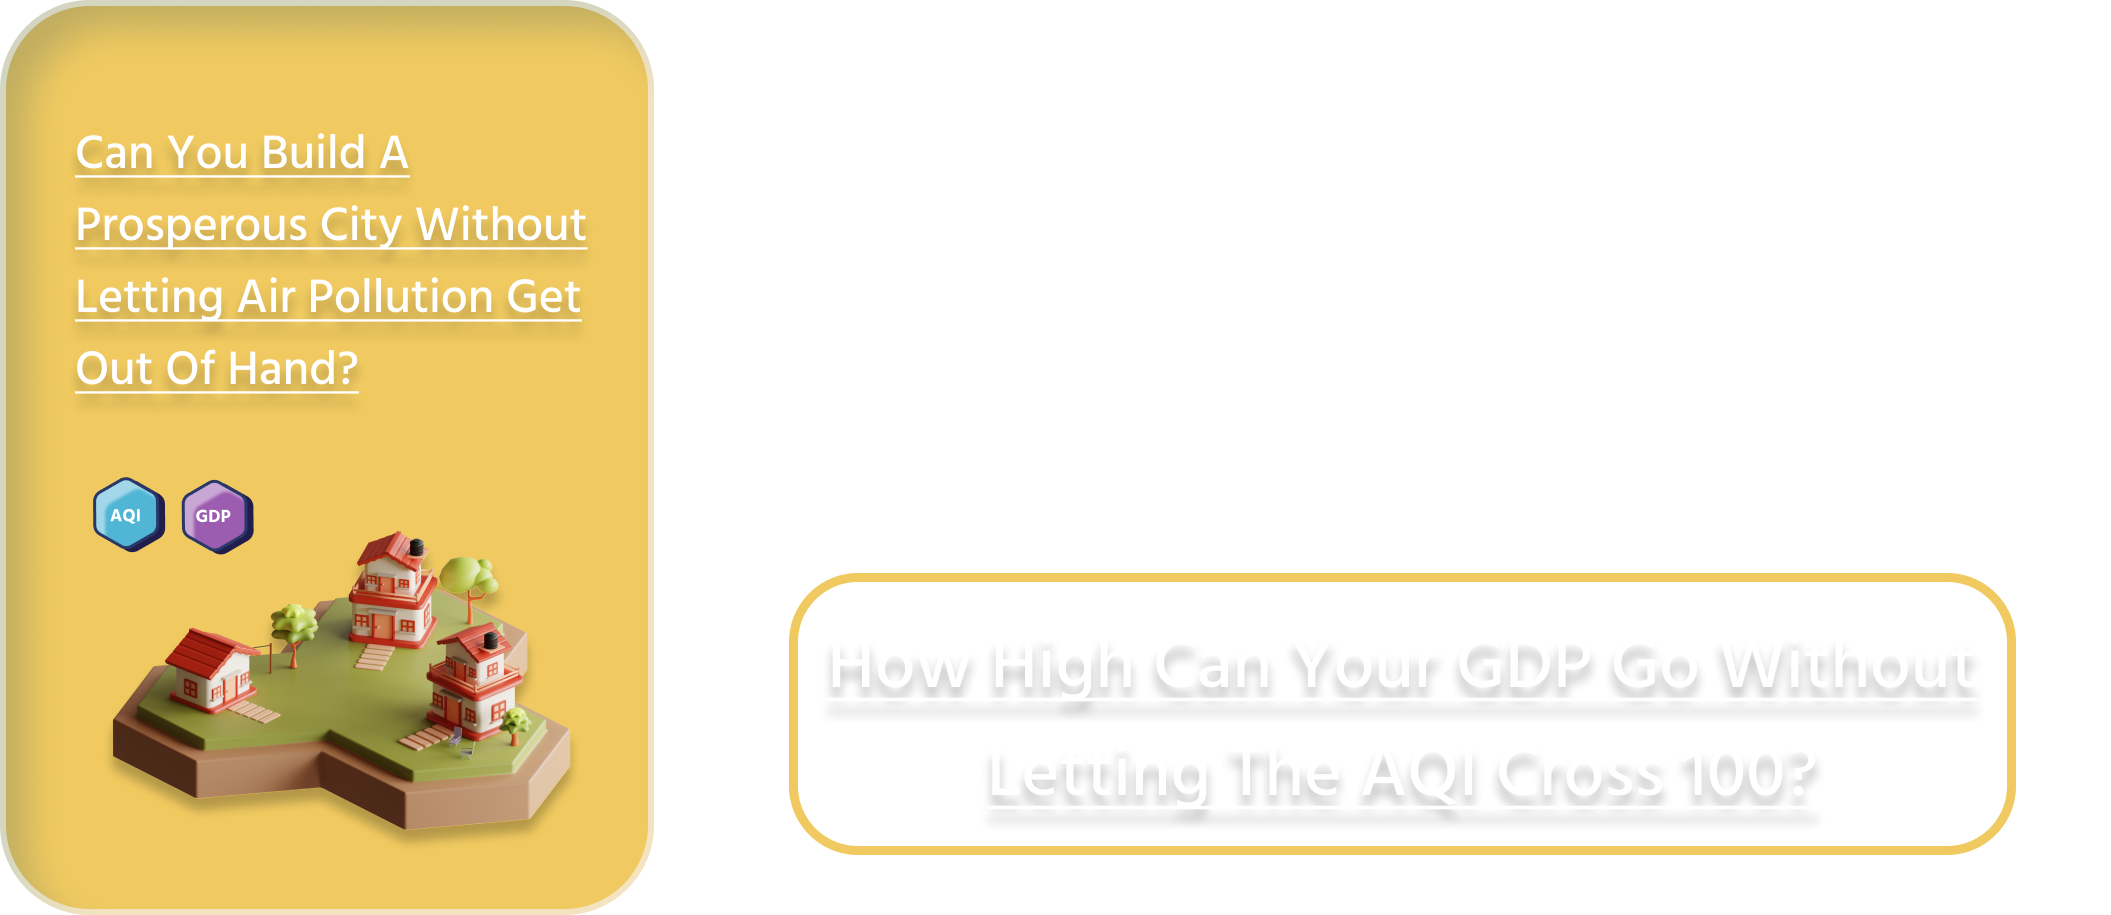 Can You Build A
Prosperous City Without
Letting Air Pollution Get
Out Of Hand?
AQI
GDP
How High Can Your GDP Go Without
Letting The AQI Cross 100?